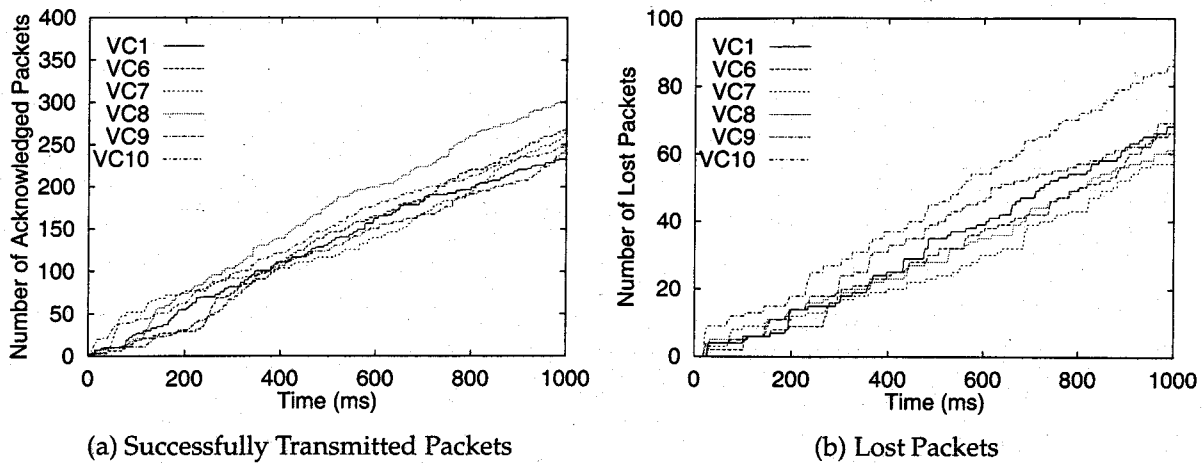 Number of Acknowledged Packets
400
350
300
250
200
150
100
50
0
VC1
VC6
VC7
VC8
VC9
VC10
0 200 400 600 800 1000
Time (ms)
(a) Successfully Transmitted Packets
Number of Lost Packets
100
80
60
40
20
0
VC1
VC6
VC7
VC8
VC9
VC10
0 200 400 600 800 1000
Time (ms)
(b) Lost Packets